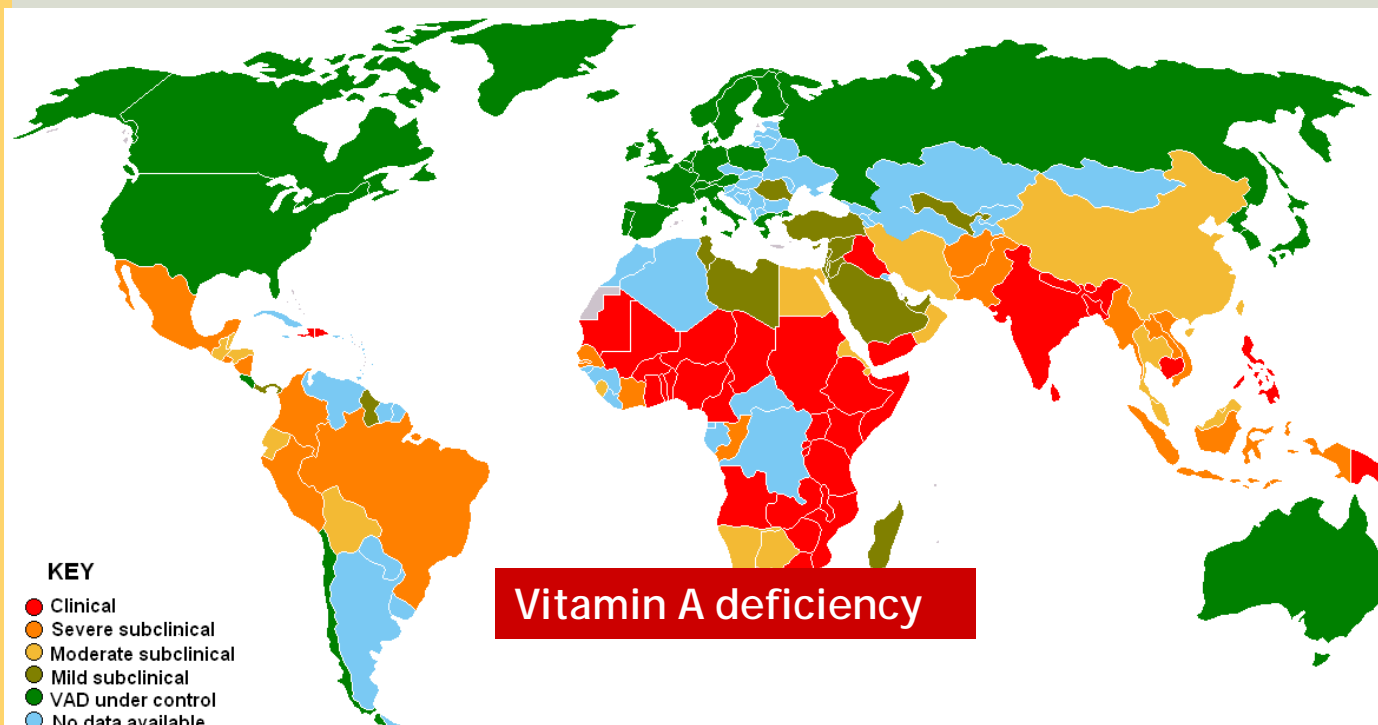 Vitamin A deficiency
KEY
Clinical
Severe subclinical
Moderate subclinical
Mild subclinical
VAD under control
No data available